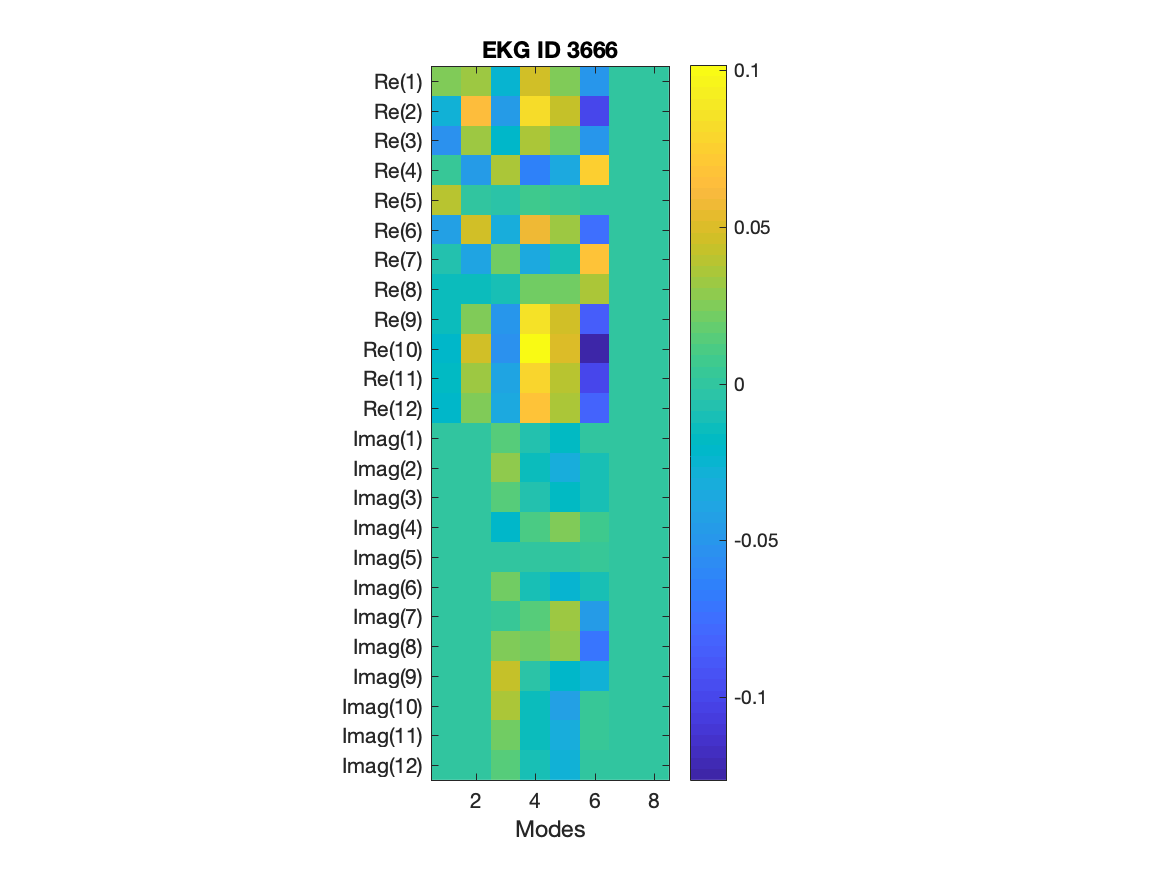 EKG ID 3666
Re(1)
Re(2)
Re(3)
Re(4)
Re(5)
Re(6)
Re(7)
Re(8)
Re(9)
Re(10)
Re(11)
Re(12)
Imag(1)
Imag(2)
Imag(3)
Imag(4)
Imag(5)
Imag(6)
Imag(7)
Imag(8)
Imag(9)
Imag(10)
Imag(11)
Imag(12)
2 4 6 8
Modes
0.1
0.05
0
-0.05
-0.1